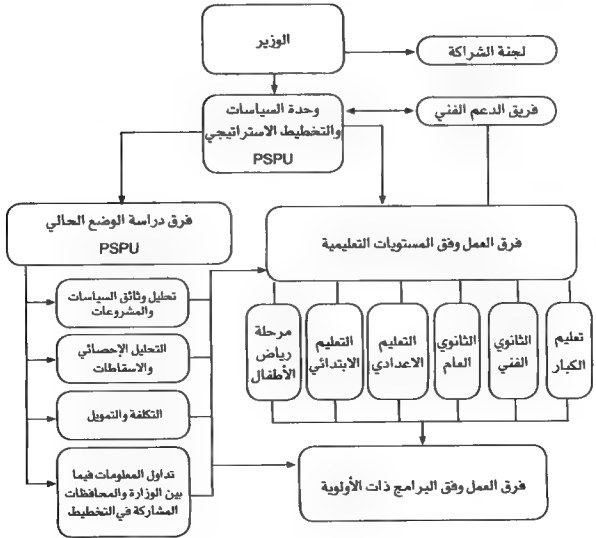 الوزير
لجنة الشراكة
وحدة السياسات
والتخطيط الاستراتيجي
PSPU
فريق الدعم الفني
فرق دراسة الوضع الحالي
PSPU
فرق العمل وفق المستويات التعليمية
تحليل وثائق السياسات
والمشروعات
التحليل الإحصائي
والاسقاطات
التكلفة والتمويل
تداول المعلومات فيما
بين الوزارة والمحافظات
المشاركة في التخطيط
تعليم
الكبار
الثانوي
الفني
الثانوي
العام
التعليم
الاعدادي
التعليم
الابتدائي
مرحلة
رياض
الأطفال
فرق العمل وفق البرامج ذات الأولوية